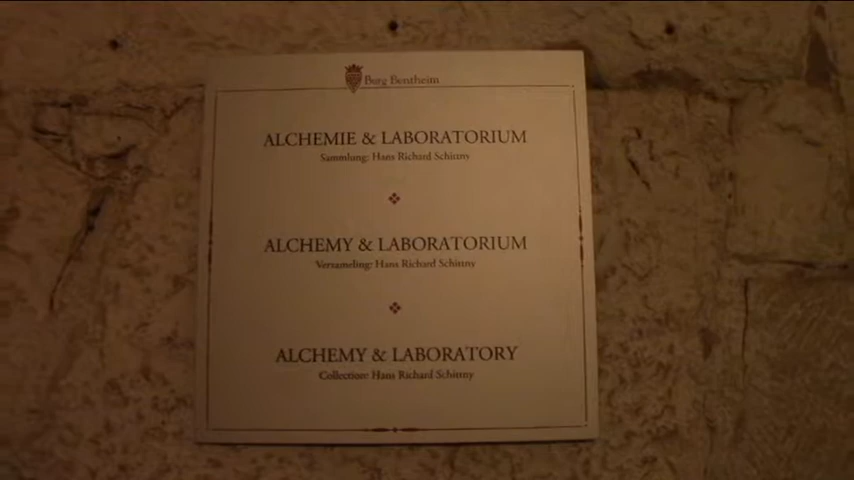 Burg Bentheim
ALCHEMIE & LABORATORIUM
Sammlung: Hans Richard Schittny
ALCHEMY & LABORATORIUM
Versameling: Hans Richard Schittny
ALCHEMY & LABORATORY
Collection: Hans Richard Schittny